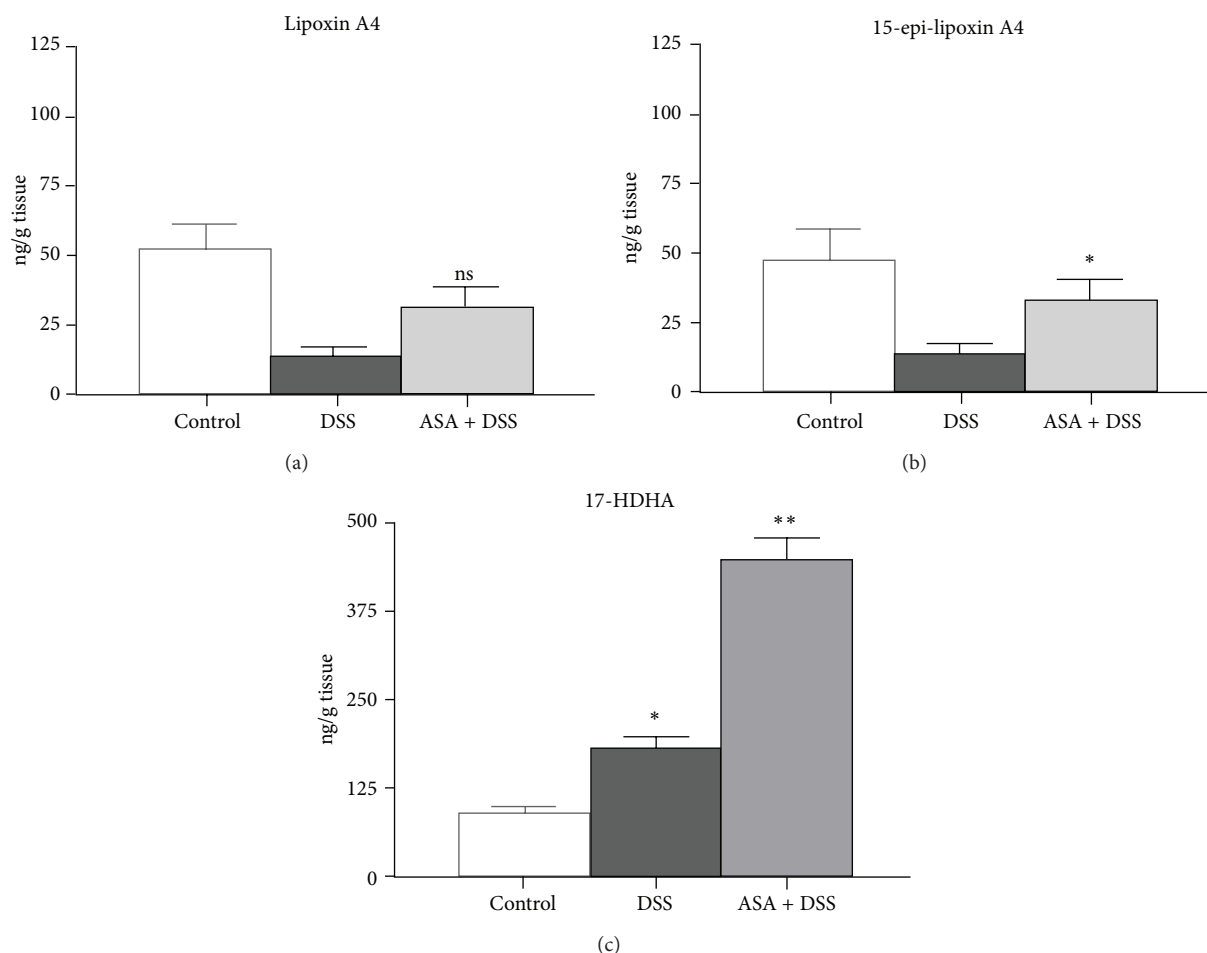 Lipoxin A4
125
100
75
50
25
0
ng/g tissue
ns
Control DSS ASA + DSS
(a)
15-epi-lipoxin A4
125
100
75
50
25
0
ng/g tissue
*
Control DSS ASA + DSS
(b)
17-HDHA
500
375
250
125
0
ng/g tissue
*
**
Control DSS ASA + DSS
(c)